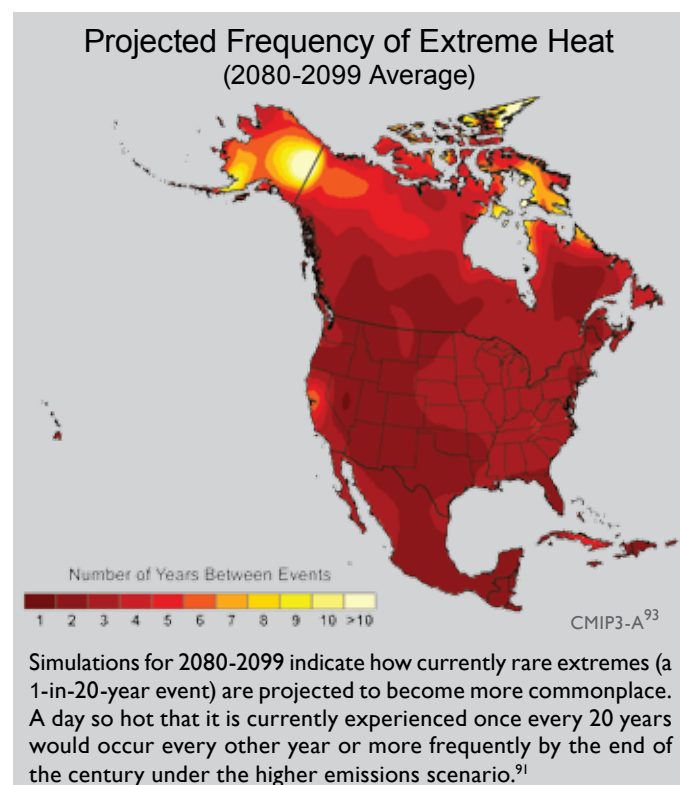 Projected Frequency of Extreme Heat
(2080-2099 Average)
Number of Years Between Events
1 2 3 4 5 6 7 8 9 10 >10
CMIP3-A93
Simulations for 2080-2099 indicate how currently rare extremes (a
1-in-20-year event) are projected to become more commonplace.
A day so hot that it is currently experienced once every 20 years
would occur every other year or more frequently by the end of
the century under the higher emissions scenario.91